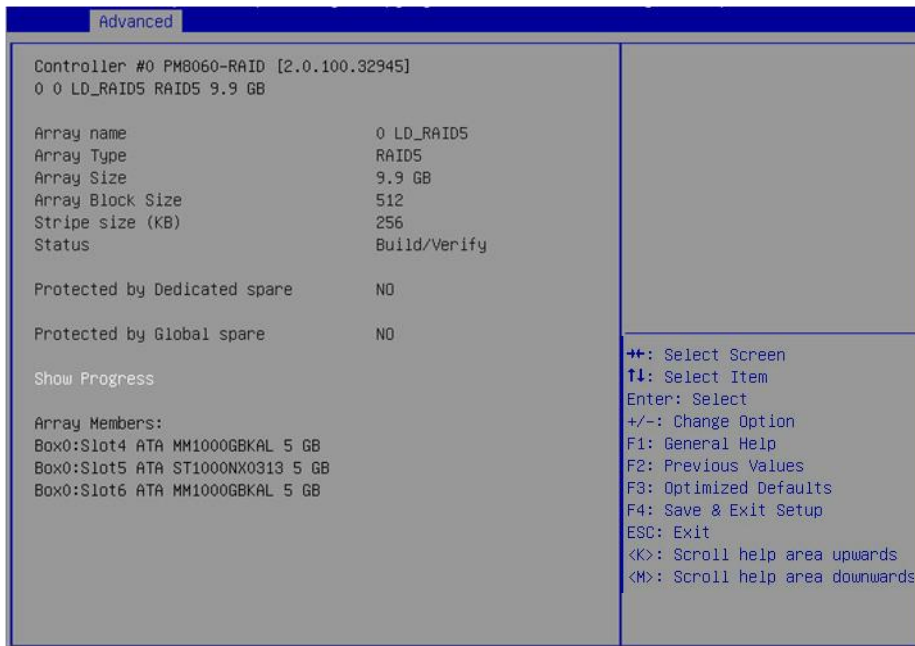 Advanced
Controller #0 PM8060-RAID [2.0.100.32945]
0 0 LD_RAID5 RAID5 9.9 GB
Array name 0 LD_RAID5
Array Type RAID5
Array Size 9.9 GB
Array Block Size 512
Stripe size (KB) 256
Status Build/Verify
Protected by Dedicated spare NO
Protected by Global spare NO
Show Progress
Array Members:
Box0:Slot4 ATA MM1000GBKAL 5 GB
Box0:Slot5 ATA ST1000NX0313 5 GB
Box0:Slot6 ATA MM1000GBKAL 5 GB
→←: Select Screen
↑↓: Select Item
Enter: Select
+/-: Change Option
F1: General Help
F2: Previous Values
F3: Optimized Defaults
F4: Save & Exit Setup
ESC: Exit
<K>: Scroll help area upwards
<M>: Scroll help area downwards